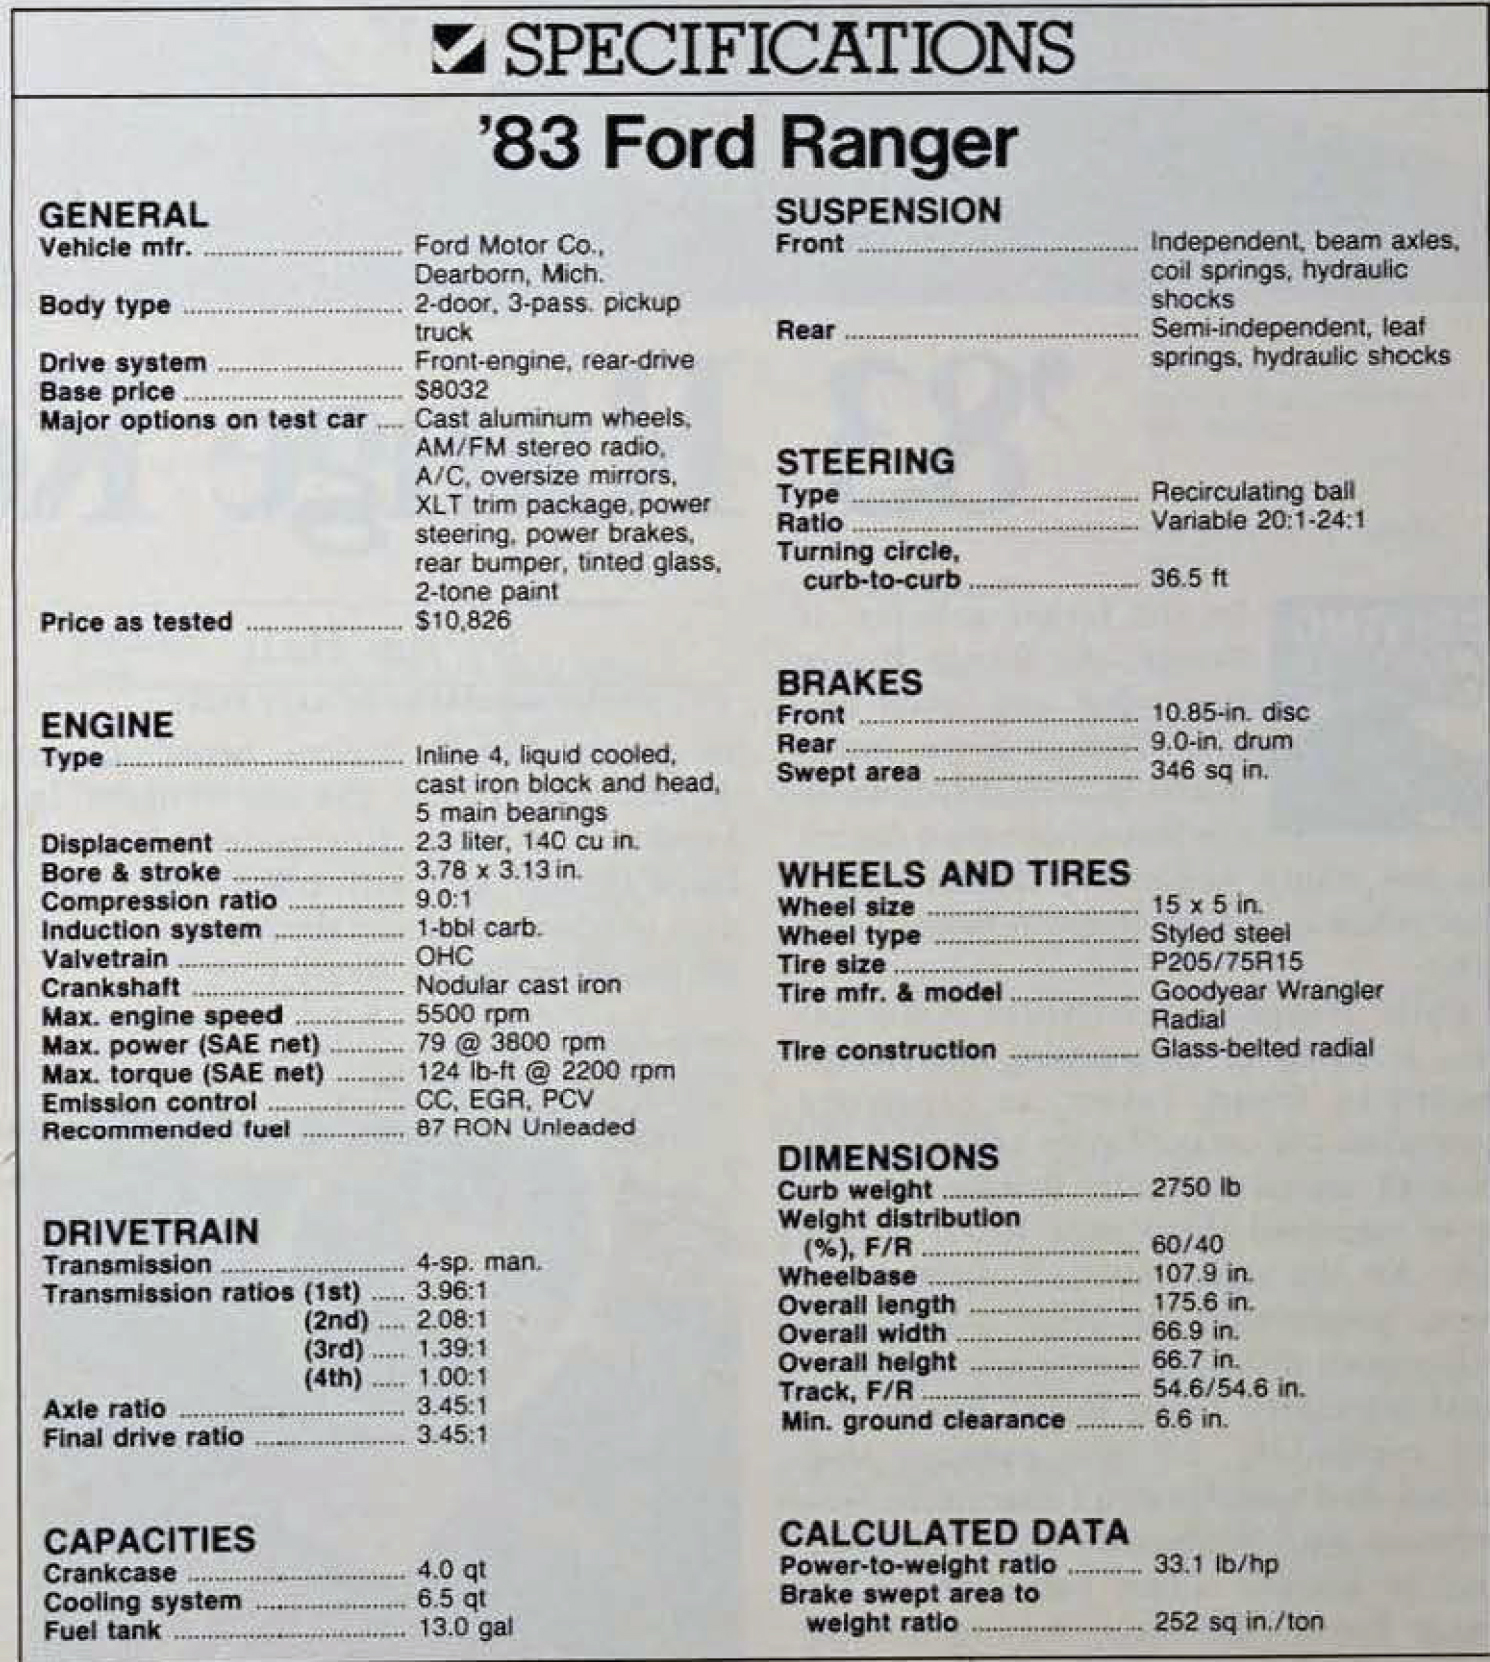 SPECIFICATIONS
'83 Ford Ranger
GENERAL
Vehicle mfr. ........ Ford Motor Co.,
Dearborn, Mich.
Body type ........ 2-door, 3-pass. pickup
truck
Drive system ........ Front-engine, rear-drive
Base price ........ $8032
Major options on test car .... Cast aluminum wheels,
AM/FM stereo radio,
A/C, oversize mirrors,
XLT trim package, power
steering, power brakes,
rear bumper, tinted glass,
2-tone paint
Price as tested ........ $10,826
ENGINE
Type ........ Inline 4, liquid cooled,
cast iron block and head,
5 main bearings
Displacement ........ 2.3 liter, 140 cu in.
Bore & stroke ........ 3.78 x 3.13 in.
Compression ratio ........ 9.0:1
Induction system ........ 1-bbl carb.
Valvetrain ........ OHC
Crankshaft ........ Nodular cast iron
Max. engine speed ........ 5500 rpm
Max. power (SAE net) ........ 79 @ 3800 rpm
Max. torque (SAE net) ........ 124 lb-ft @ 2200 rpm
Emission control ........ CC, EGR, PCV
Recommended fuel ........ 87 RON Unleaded
DRIVETRAIN
Transmission ........ 4-sp. man.
Transmission ratios (1st) ..... 3.96:1
(2nd) .... 2.08:1
(3rd) ..... 1.39:1
(4th) ..... 1.00:1
Axle ratio ........ 3.45:1
Final drive ratio ........ 3.45:1
CAPACITIES
Crankcase ........ 4.0 qt
Cooling system ........ 6.5 qt
Fuel tank ........ 13.0 gal
SUSPENSION
Front ........ Independent, beam axles,
coil springs, hydraulic
shocks
Rear ........ Semi-independent, leaf
springs, hydraulic shocks
STEERING
Type ........ Recirculating ball
Ratio ........ Variable 20:1-24:1
Turning circle,
curb-to-curb ........ 36.5 ft
BRAKES
Front ........ 10.85-in. disc
Rear ........ 9.0-in. drum
Swept area ........ 346 sq in.
WHEELS AND TIRES
Wheel size ........ 15 x 5 in.
Wheel type ........ Styled steel
Tire size ........ P205/75R15
Tire mfr. & model ........ Goodyear Wrangler
Radial
Tire construction ........ Glass-belted radial
DIMENSIONS
Curb weight ........ 2750 lb
Weight distribution
(%), F/R ........ 60/40
Wheelbase ........ 107.9 in.
Overall length ........ 175.6 in.
Overall width ........ 66.9 in.
Overall height ........ 66.7 in.
Track, F/R ........ 54.6/54.6 in.
Min. ground clearance ........ 6.6 in.
CALCULATED DATA
Power-to-weight ratio ........ 33.1 lb/hp
Brake swept area to
weight ratio ........ 252 sq in./ton